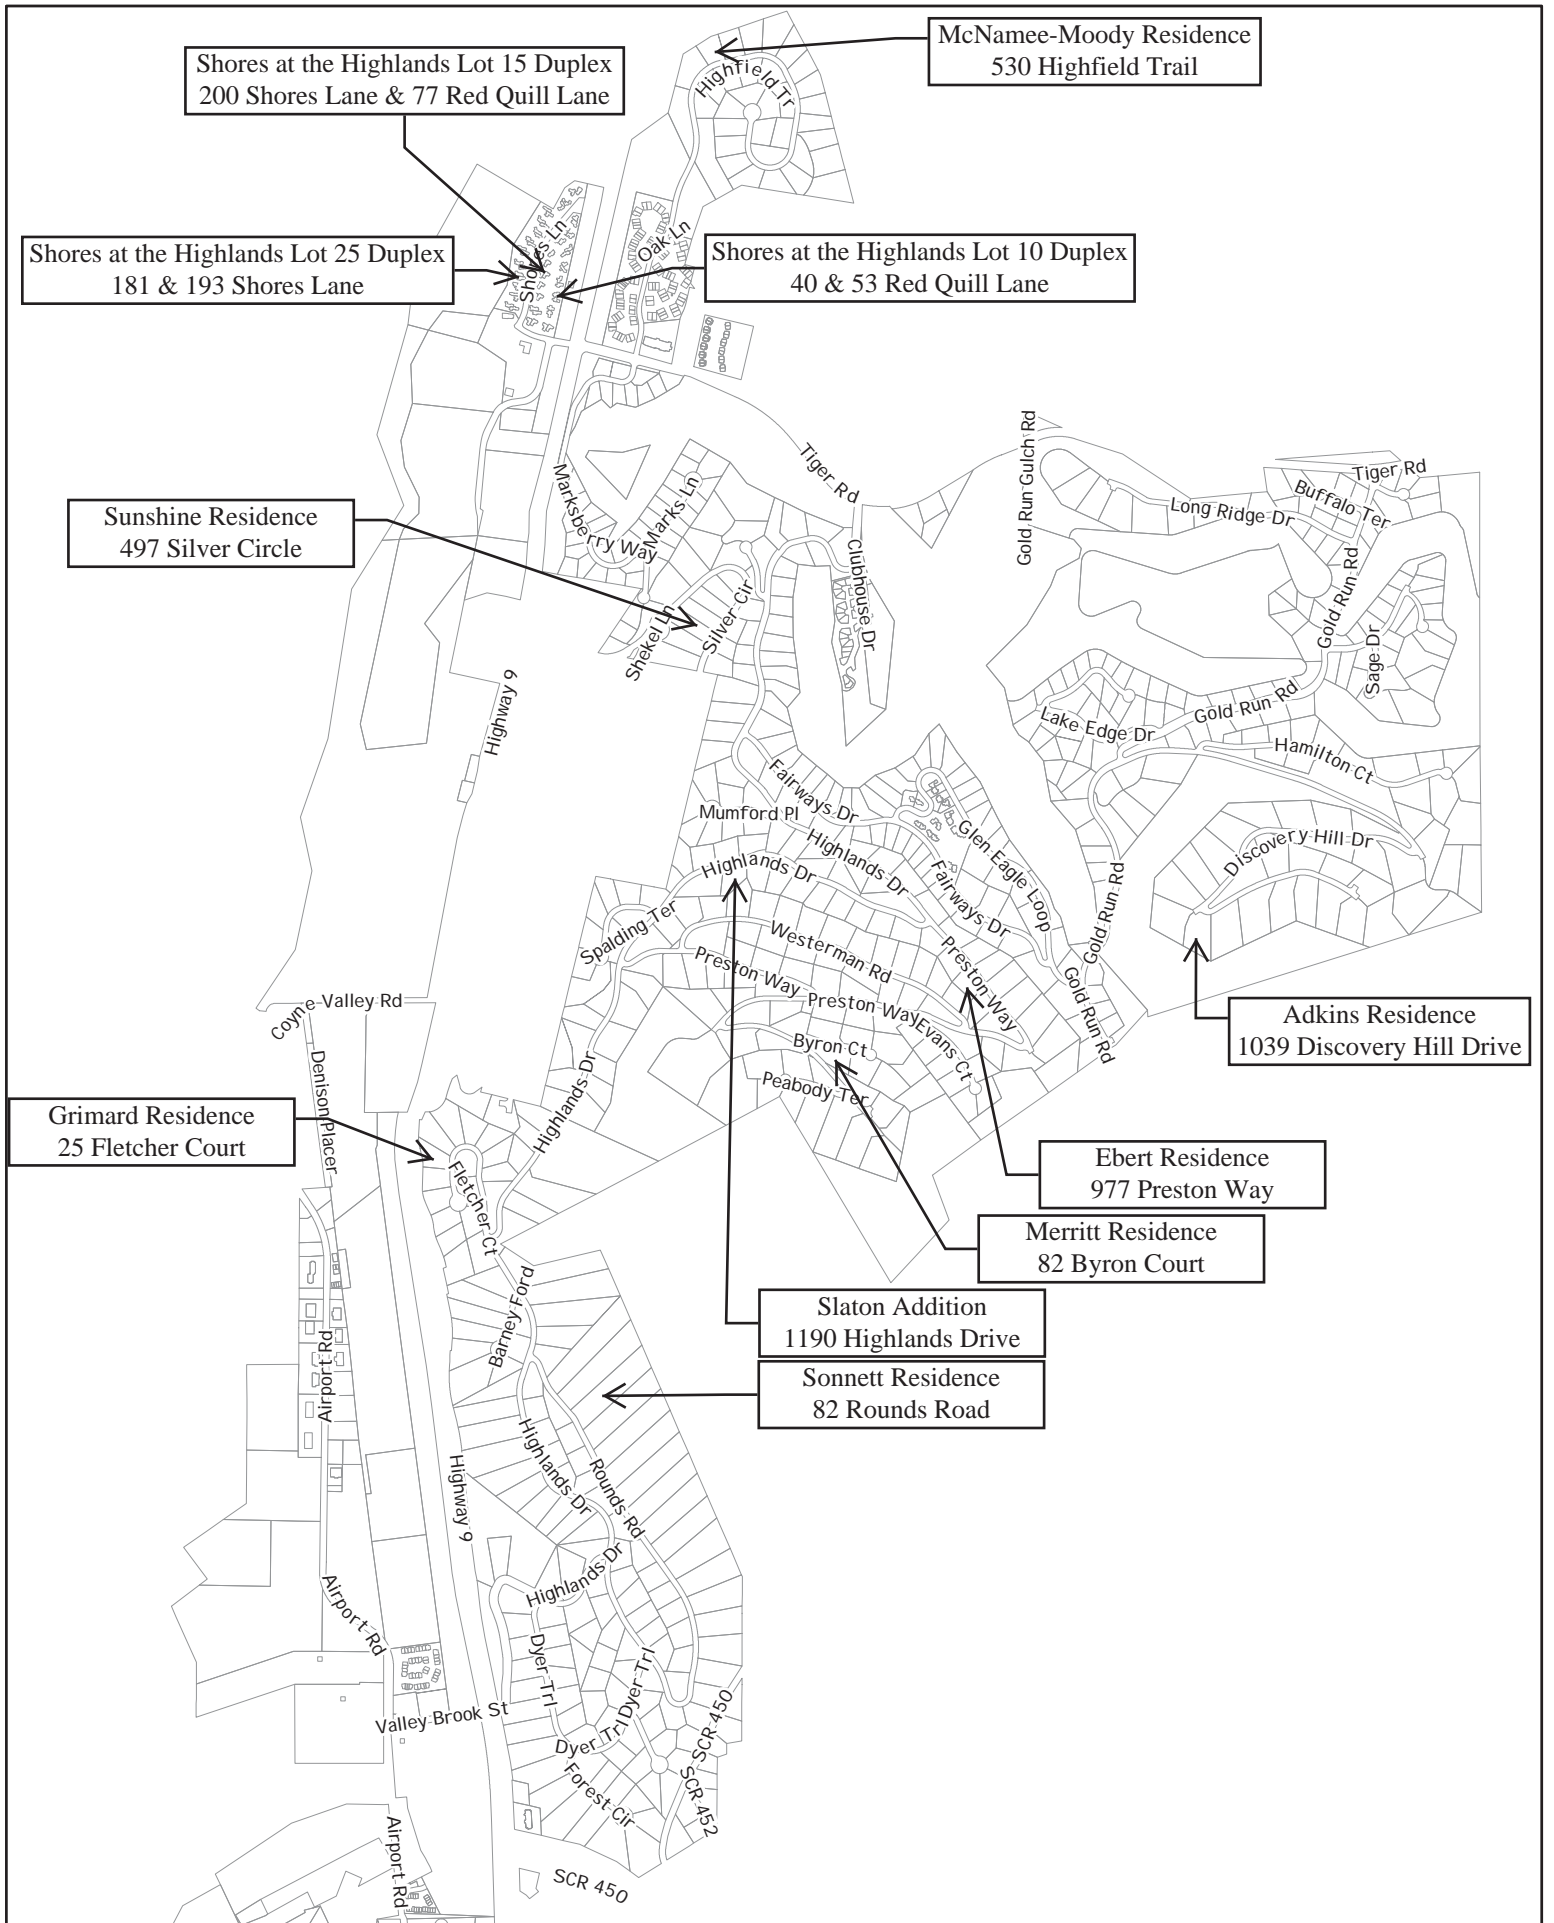 McNamee-Moody Residence
530 Highfield Trail
Shores at the Highlands Lot 15 Duplex
200 Shores Lane & 77 Red Quill Lane
Highfield Tr
Shores at the Highlands Lot 25 Duplex
181 & 193 Shores Lane
Shores Ln
Oak Ln
Shores at the Highlands Lot 10 Duplex
40 & 53 Red Quill Lane
Tiger Rd
Gold Run Gulch Rd
Tiger Rd
Buffalo Ter
Long Ridge Dr
Marksberry Way
Marks Ln
Sunshine Residence
497 Silver Circle
Clubhouse Dr
Silver Cir
Shekel Ln
Gold Run Rd
Sage Dr
Highway 9
Gold Run Rd
Lake Edge Dr
Hamilton Ct
Fairways Dr
Mumford Pl
Highlands Dr
Glen Eagle Loop
Discovery Hill Dr
Highlands Dr
Fairways Dr
Gold Run Rd
Spalding Ter
Westerman Rd
Preston Way
Preston Way
Preston Way
Gold Run Rd
Evans Ct
Byron Ct
Peabody Ter
Coyne Valley Rd
Adkins Residence
1039 Discovery Hill Drive
Denison Placer
Highlands Dr
Grimard Residence
25 Fletcher Court
Fletcher Ct
Ebert Residence
977 Preston Way
Merritt Residence
82 Byron Court
Slaton Addition
1190 Highlands Drive
Barney Ford
Airport Rd
Sonnett Residence
82 Rounds Road
Highlands Dr
Rounds Rd
Highway 9
Highlands Dr
Airport Rd
Dyer Trl
Dyer Trl
Dyer Trl
Valley Brook St
SCR 450
SCR 452
Forest Cir
Airport Rd
SCR 450